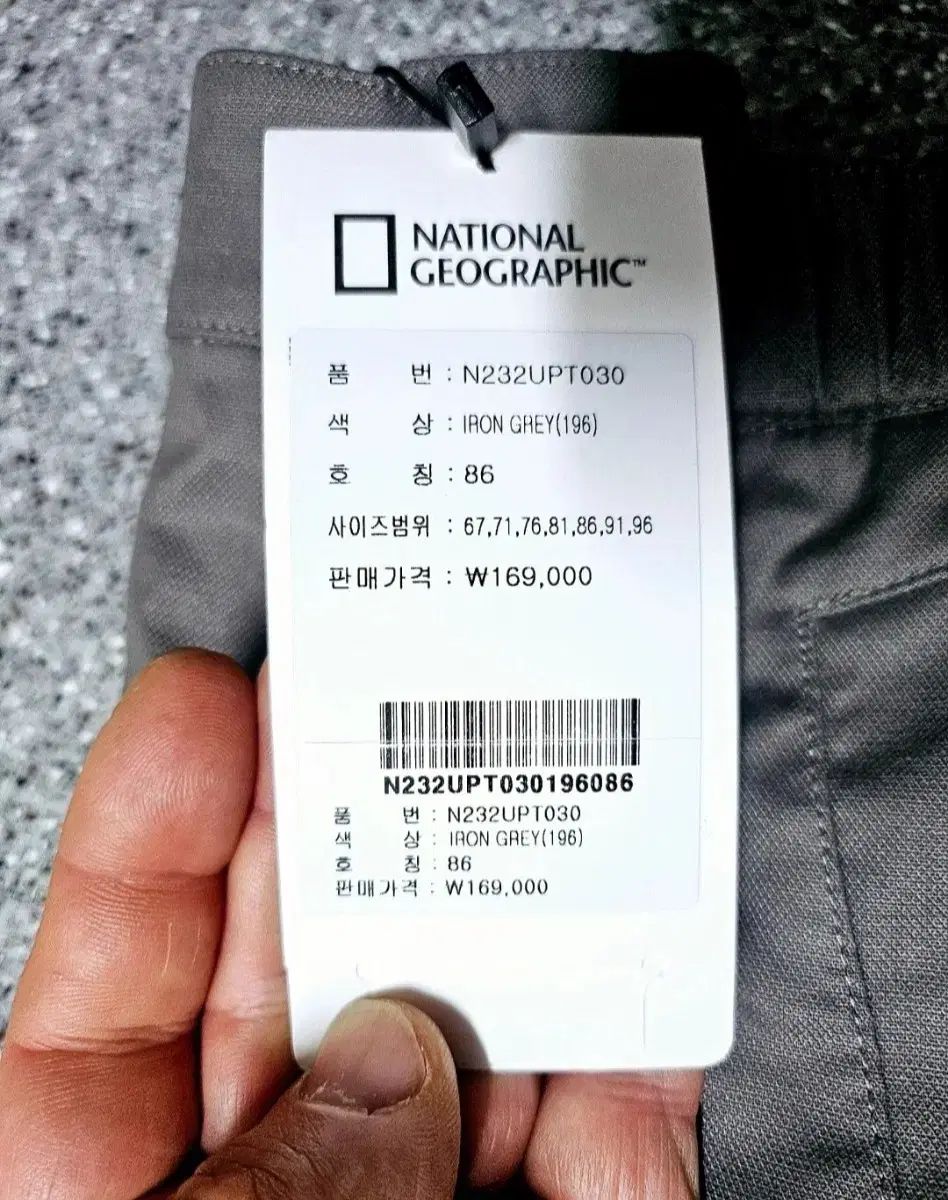 NATIONAL
GEOGRAPHIC™
품 번 : N232UPT030
색 상 : IRON GREY(196)
호 칭 : 86
사이즈범위 : 67,71,76,81,86,91,96
판매가격 : ₩169,000
N232UPT030196086
품 번 : N232UPT030
색 상 : IRON GREY(196)
호 칭 : 86
판매가격 : ₩169,000